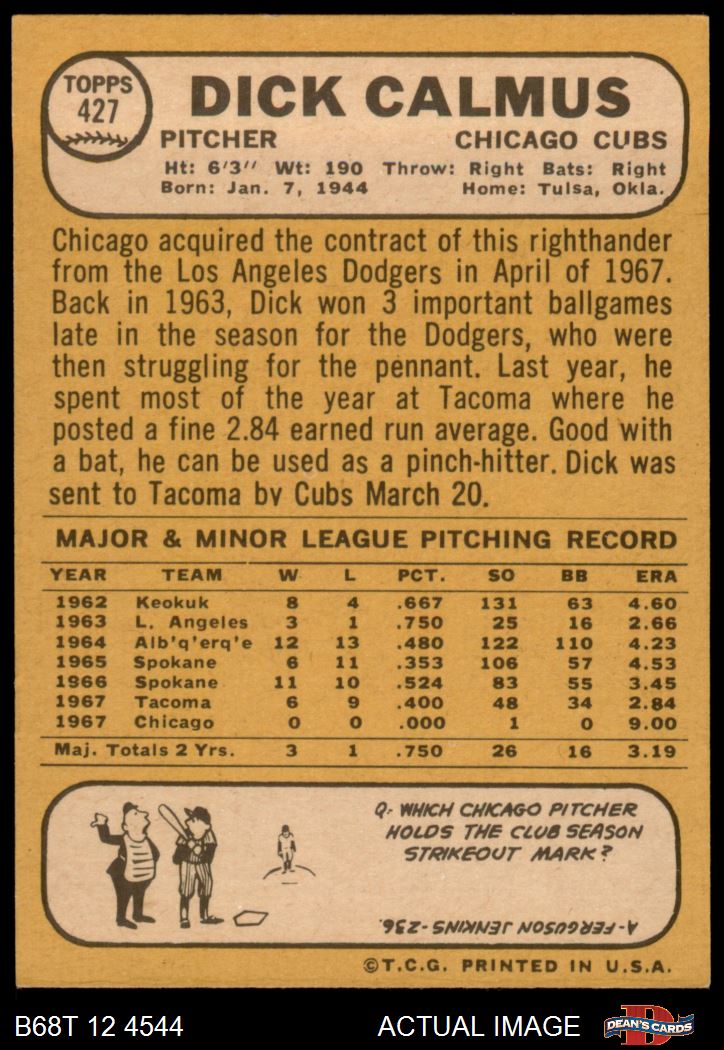 TOPPS
427
DICK CALMUS
PITCHER CHICAGO CUBS
Ht: 6'3'' Wt: 190 Throw: Right Bats: Right
Born: Jan. 7, 1944 Home: Tulsa, Okla.
Chicago acquired the contract of this righthander
from the Los Angeles Dodgers in April of 1967.
Back in 1963, Dick won 3 important ballgames
late in the season for the Dodgers, who were
then struggling for the pennant. Last year, he
spent most of the year at Tacoma where he
posted a fine 2.84 earned run average. Good with
a bat, he can be used as a pinch-hitter. Dick was
sent to Tacoma by Cubs March 20.
MAJOR & MINOR LEAGUE PITCHING RECORD
YEAR TEAM W L PCT. SO BB ERA
1962 Keokuk 8 4 .667 131 63 4.60
1963 L. Angeles 3 1 .750 25 16 2.66
1964 Alb'q'erq'e 12 13 .480 122 110 4.23
1965 Spokane 6 11 .353 106 57 4.53
1966 Spokane 11 10 .524 83 55 3.45
1967 Tacoma 6 9 .400 48 34 2.84
1967 Chicago 0 0 .000 1 0 9.00
Maj. Totals 2 Yrs. 3 1 .750 26 16 3.19
Q- WHICH CHICAGO PITCHER
HOLDS THE CLUB SEASON
STRIKEOUT MARK?
A-FERGUSON JENKINS-236.
©T.C.G. PRINTED IN U.S.A.
B68T 12 4544 ACTUAL IMAGE D DEAN'S CARDS